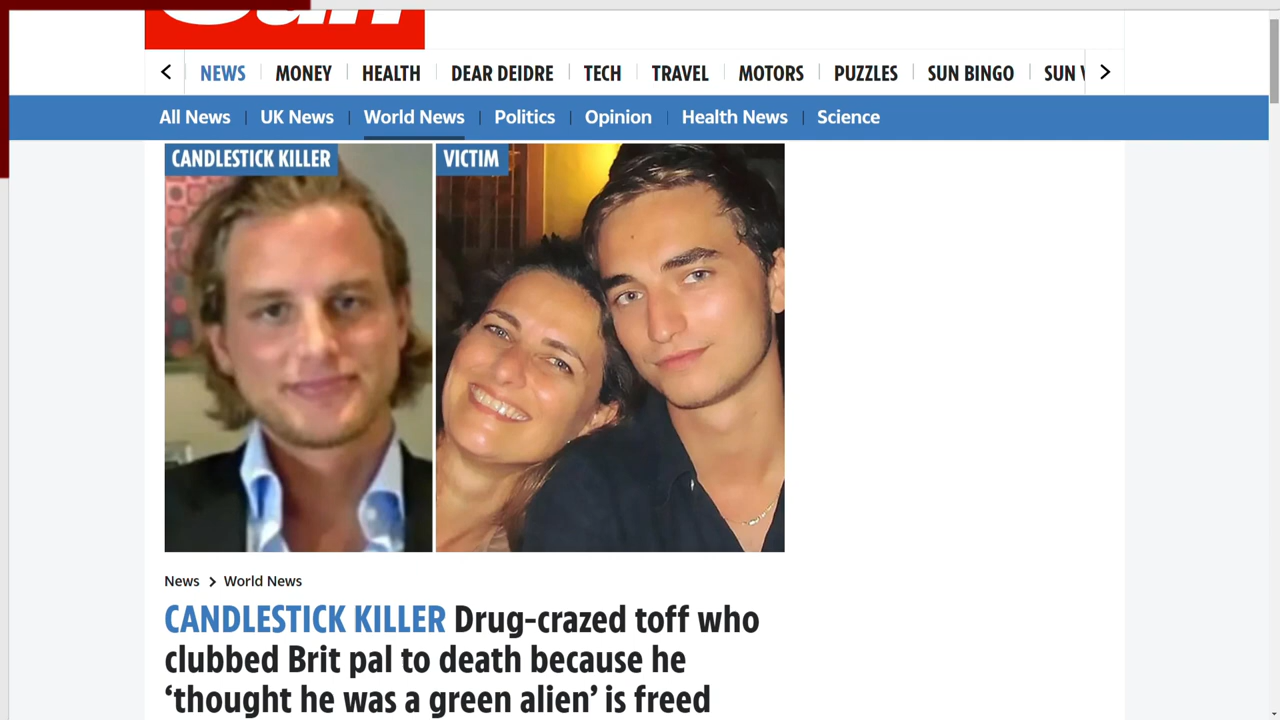 Sun
NEWS MONEY HEALTH DEAR DEIDRE TECH TRAVEL MOTORS PUZZLES SUN BINGO SUN
All News UK News World News Politics Opinion Health News Science
CANDLESTICK KILLER VICTIM
News > World News
CANDLESTICK KILLER Drug-crazed toff who
clubbed Brit pal to death because he
‘thought he was a green alien’ is freed